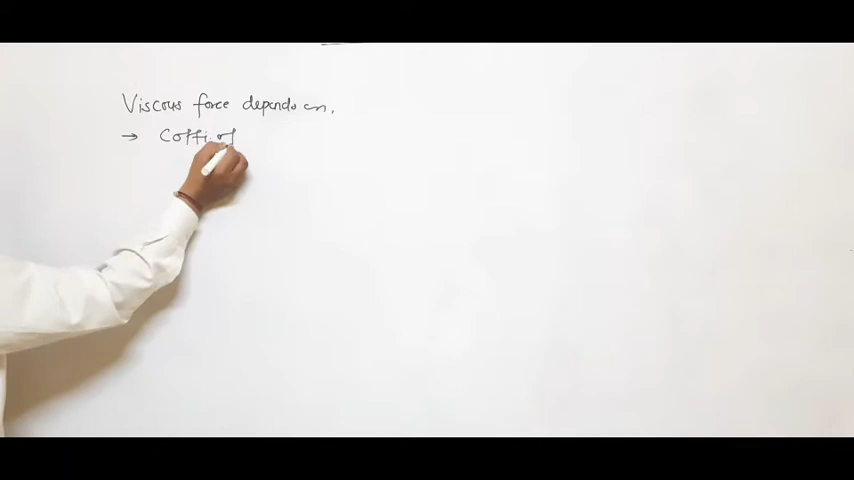 Viscous force depends on,
→ Coffi. of